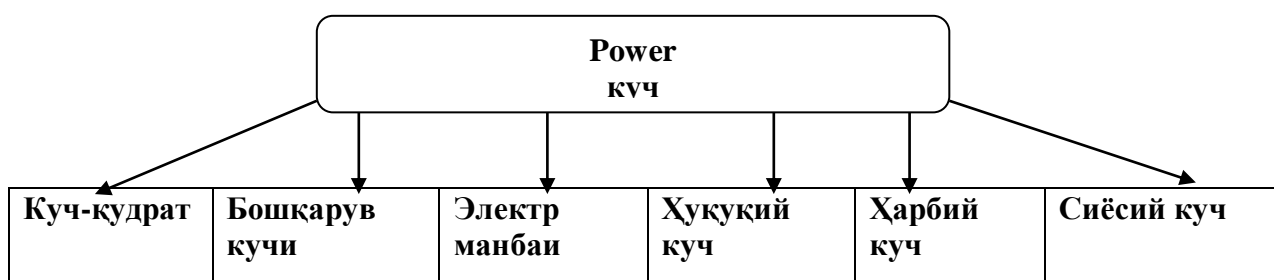 Power
куч
Куч-қудрат
Бошқарув
кучи
Электр
манбаи
Ҳуқуқий
куч
Ҳарбий
куч
Сиёсий куч